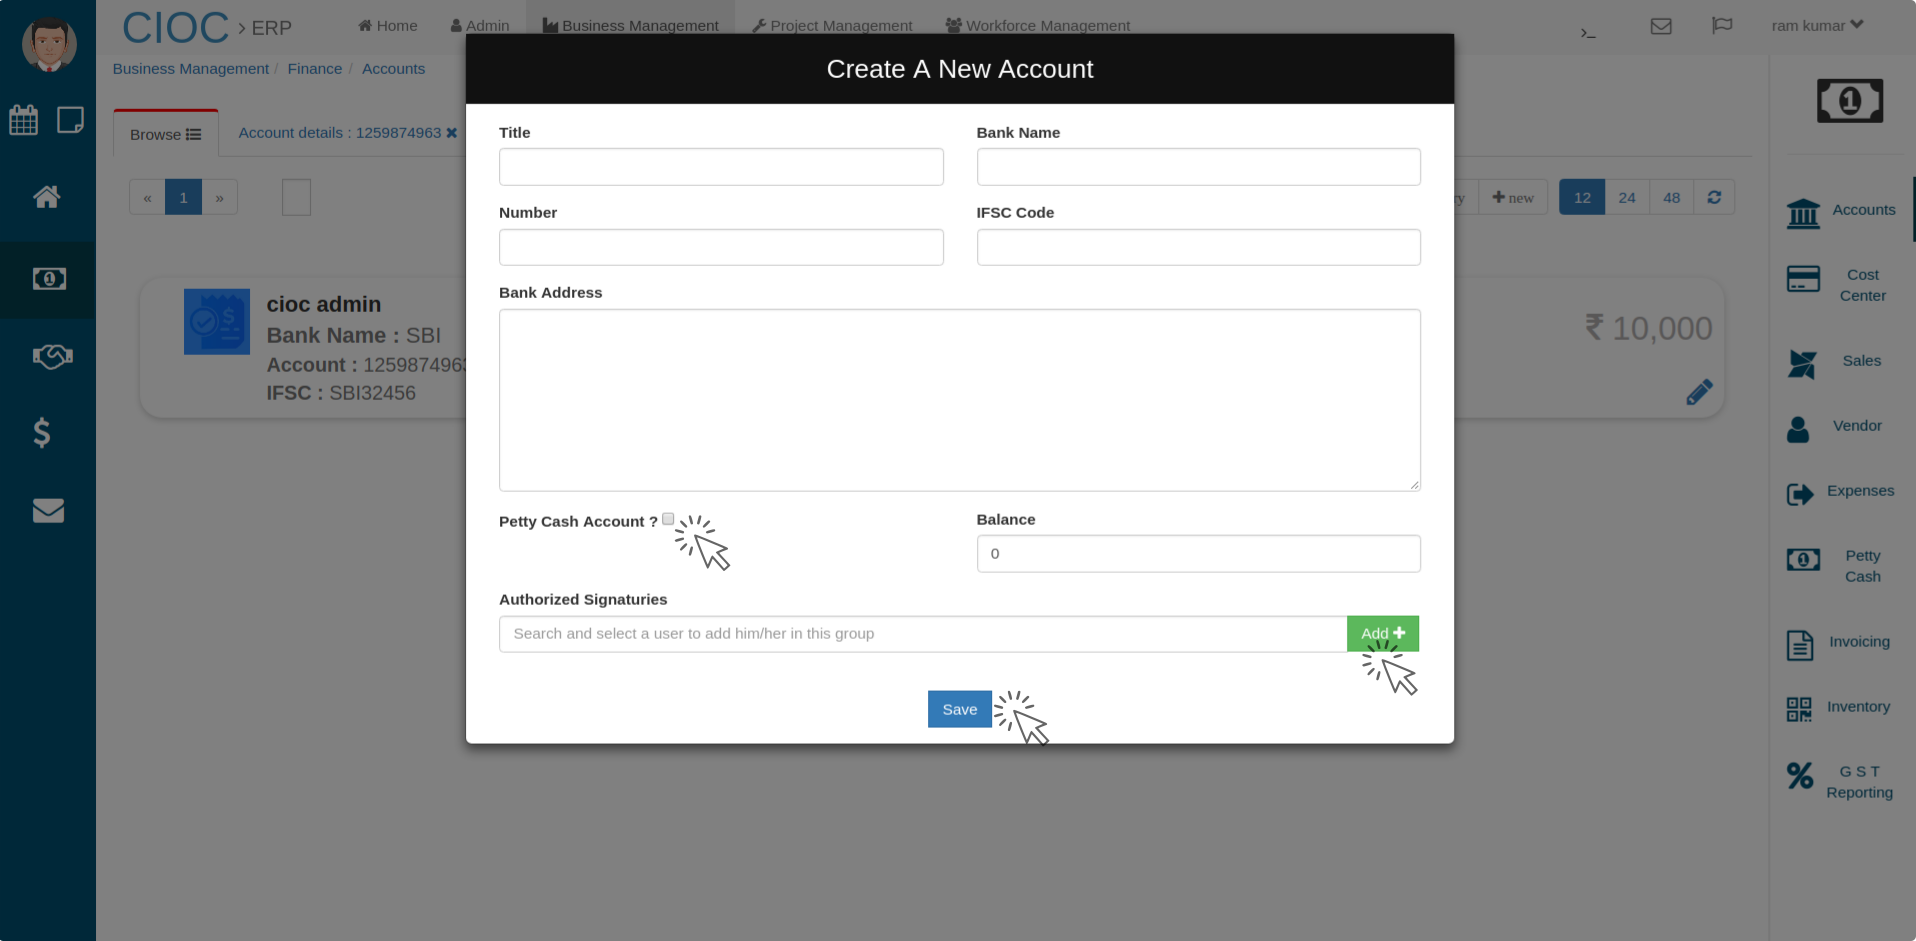 CIOC > ERP
Home
Admin
Business Management
Project Management
Workforce Management
>_
ram kumar
Business Management / Finance / Accounts
Create A New Account
Browse
Account details : 1259874963
« 1 »
+ new
12 24 48
cioc admin
Bank Name : SBI
Account : 1259874963
IFSC : SBI32456
₹ 10,000
Title
Bank Name
Number
IFSC Code
Bank Address
Petty Cash Account ?
Balance
0
Authorized Signaturies
Search and select a user to add him/her in this group
Add +
Save
Accounts
Cost
Center
Sales
Vendor
Expenses
Petty
Cash
Invoicing
Inventory
G S T
Reporting